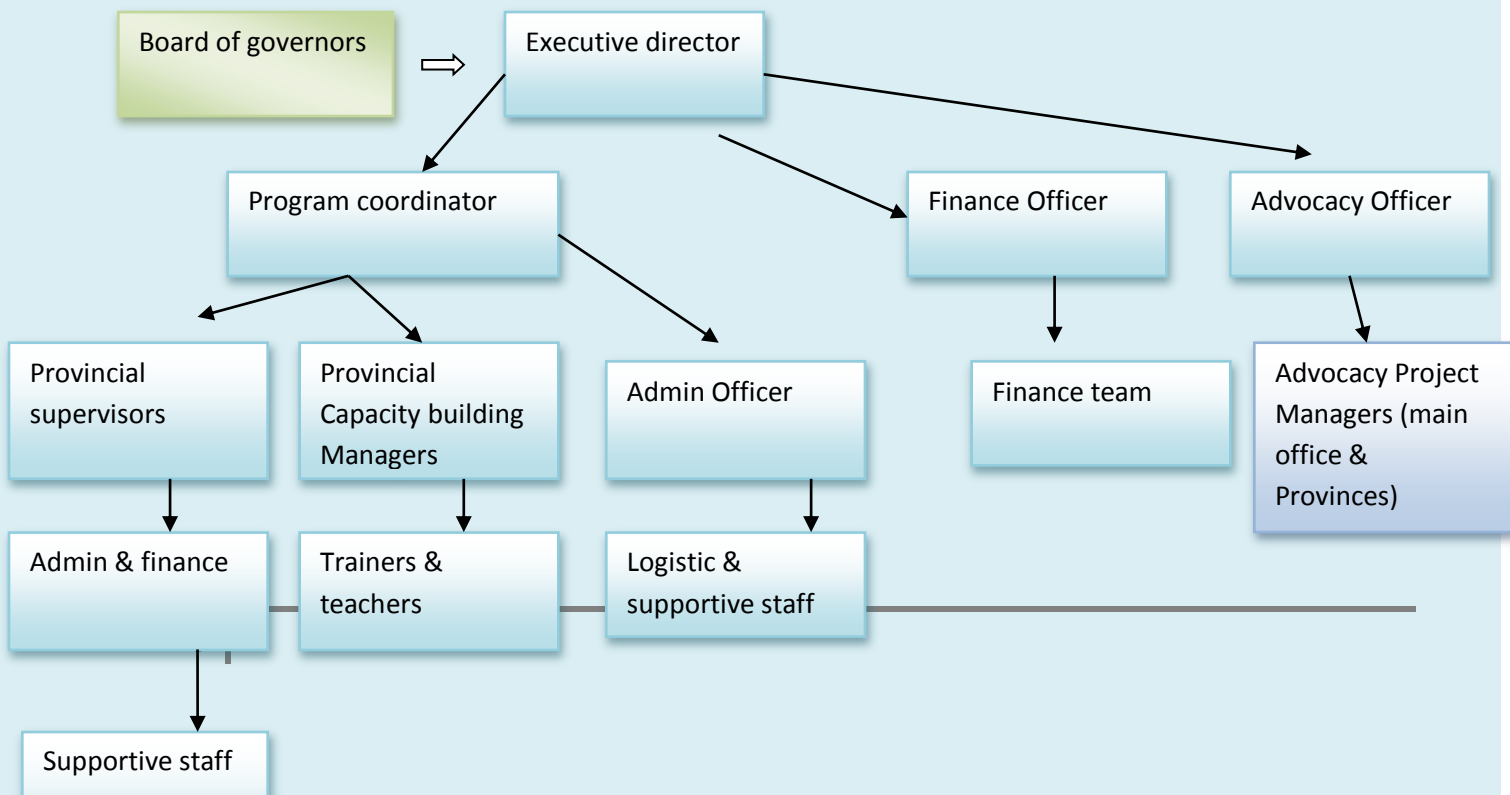 Board of governors
Executive director
Program coordinator
Finance Officer
Advocacy Officer
Provincial
supervisors
Provincial
Capacity building
Managers
Admin Officer
Finance team
Advocacy Project
Managers (main
office &
Provinces)
Admin & finance
Trainers &
teachers
Logistic &
supportive staff
Supportive staff